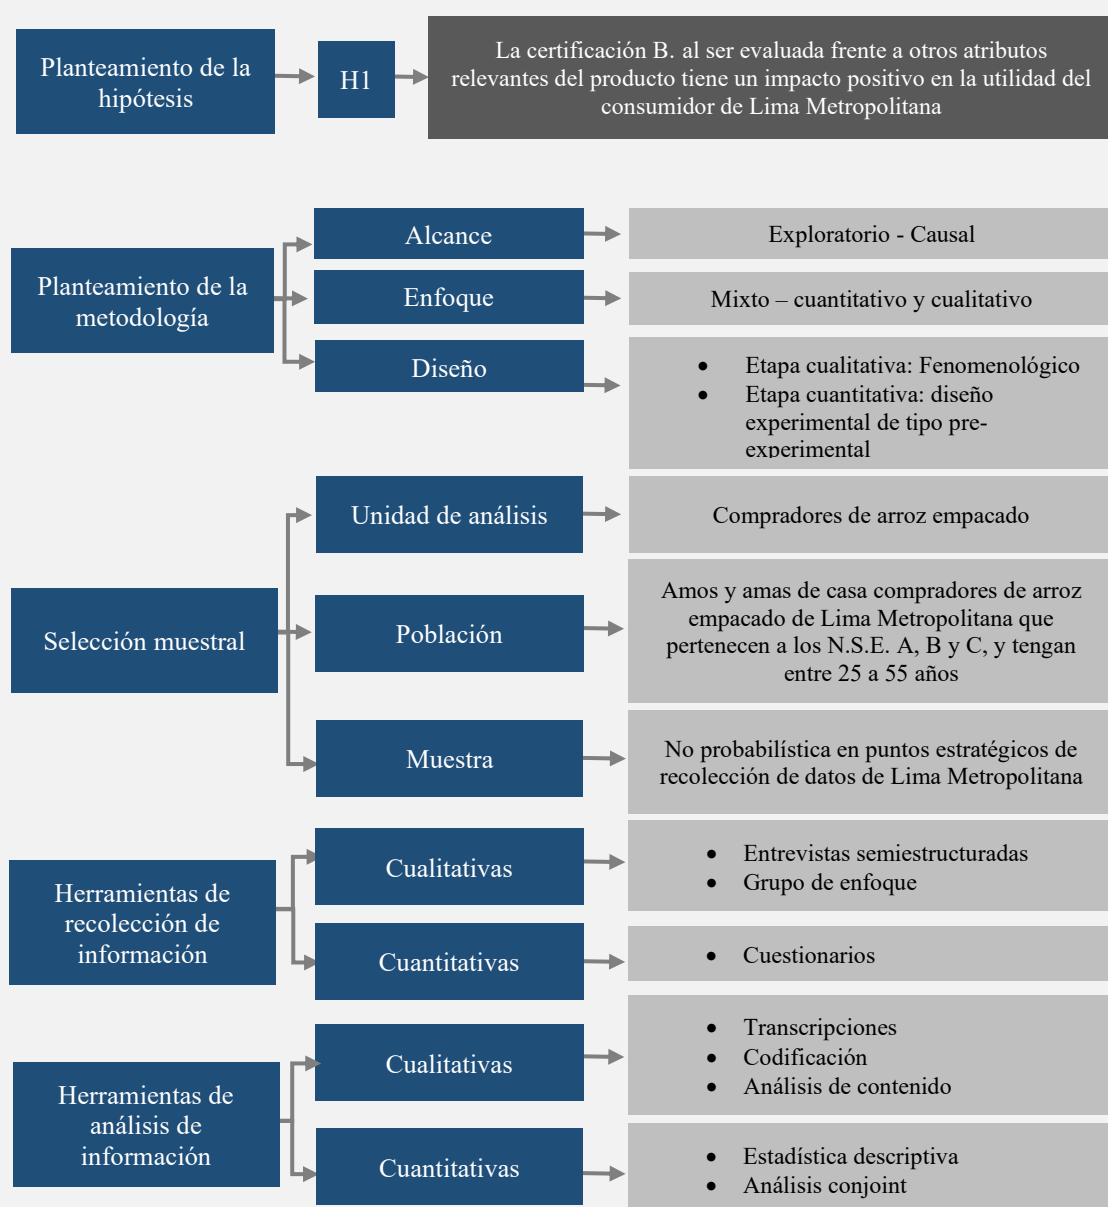 Planteamiento de la
hipótesis
H1
La certificación B. al ser evaluada frente a otros atributos
relevantes del producto tiene un impacto positivo en la utilidad del
consumidor de Lima Metropolitana
Planteamiento de la
metodología
Alcance
Exploratorio - Causal
Enfoque
Mixto – cuantitativo y cualitativo
Diseño
• Etapa cualitativa: Fenomenológico
• Etapa cuantitativa: diseño
experimental de tipo pre-
experimental
Selección muestral
Unidad de análisis
Compradores de arroz empacado
Población
Amos y amas de casa compradores de arroz
empacado de Lima Metropolitana que
pertenecen a los N.S.E. A, B y C, y tengan
entre 25 a 55 años
Muestra
No probabilística en puntos estratégicos de
recolección de datos de Lima Metropolitana
Herramientas de
recolección de
información
Cualitativas
• Entrevistas semiestructuradas
• Grupo de enfoque
Cuantitativas
• Cuestionarios
Herramientas de
análisis de
información
Cualitativas
• Transcripciones
• Codificación
• Análisis de contenido
Cuantitativas
• Estadística descriptiva
• Análisis conjoint